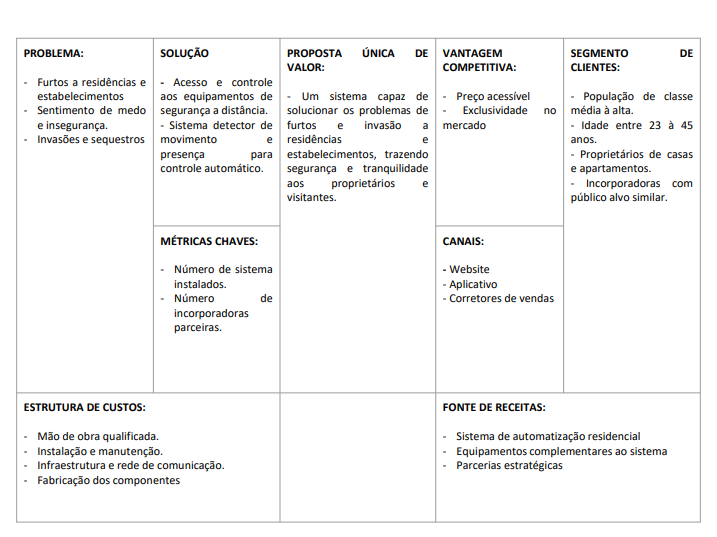 PROBLEMA:
- Furtos a residências e
estabelecimentos
- Sentimento de medo
e insegurança.
- Invasões e sequestros
SOLUÇÃO
- Acesso e controle
aos equipamentos de
segurança a distância.
- Sistema detector de
movimento e
presença para
controle automático.
MÉTRICAS CHAVES:
- Número de sistema
instalados.
- Número de
incorporadoras
parceiras.
PROPOSTA ÚNICA DE
VALOR:
- Um sistema capaz de
solucionar os problemas de
furtos e invasão a
residências e
estabelecimentos, trazendo
segurança e tranquilidade
aos proprietários e
visitantes.
VANTAGEM
COMPETITIVA:
- Preço acessível
- Exclusividade no
mercado
CANAIS:
- Website
- Aplicativo
- Corretores de vendas
SEGMENTO DE
CLIENTES:
- População de classe
média à alta.
- Idade entre 23 à 45
anos.
- Proprietários de casas
e apartamentos.
- Incorporadoras com
público alvo similar.
ESTRUTURA DE CUSTOS:
- Mão de obra qualificada.
- Instalação e manutenção.
- Infraestrutura e rede de comunicação.
- Fabricação dos componentes
FONTE DE RECEITAS:
- Sistema de automatização residencial
- Equipamentos complementares ao sistema
- Parcerias estratégicas